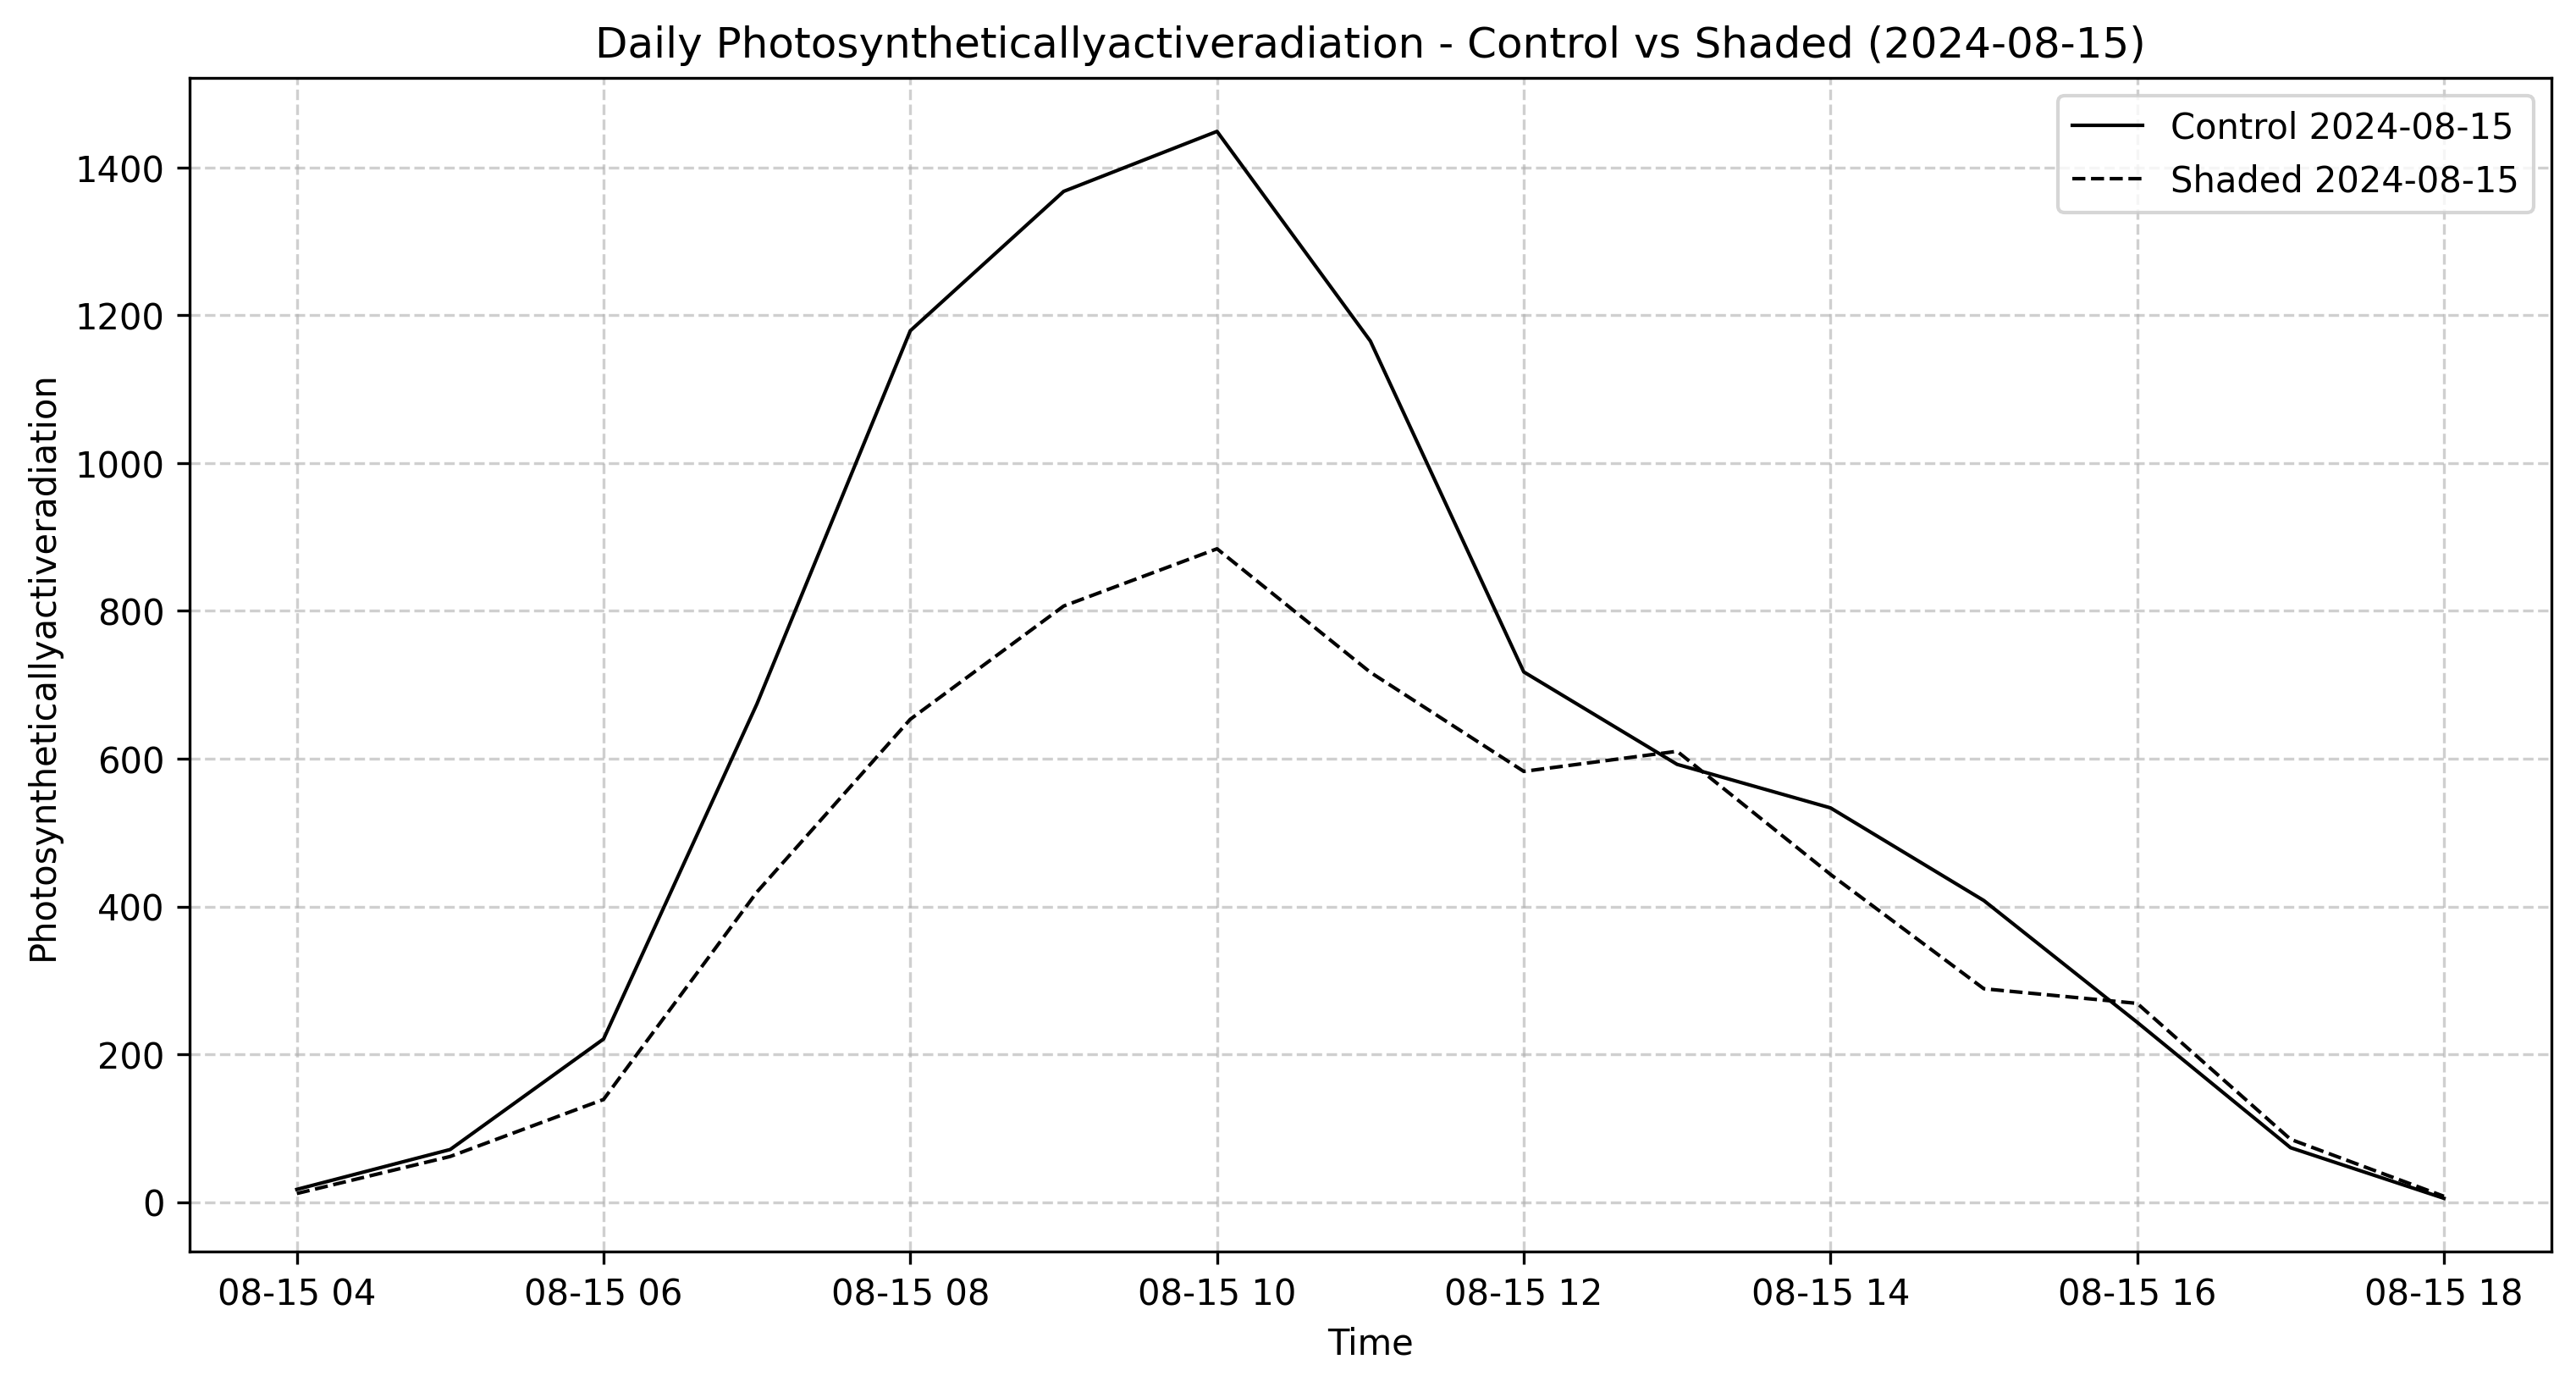 Daily Photosyntheticallyactiveradiation - Control vs Shaded (2024-08-15)
Control 2024-08-15
Shaded 2024-08-15
Photosyntheticallyactiveradiation
1400
1200
1000
800
600
400
200
0
08-15 04 08-15 06 08-15 08 08-15 10 08-15 12 08-15 14 08-15 16 08-15 18
Time